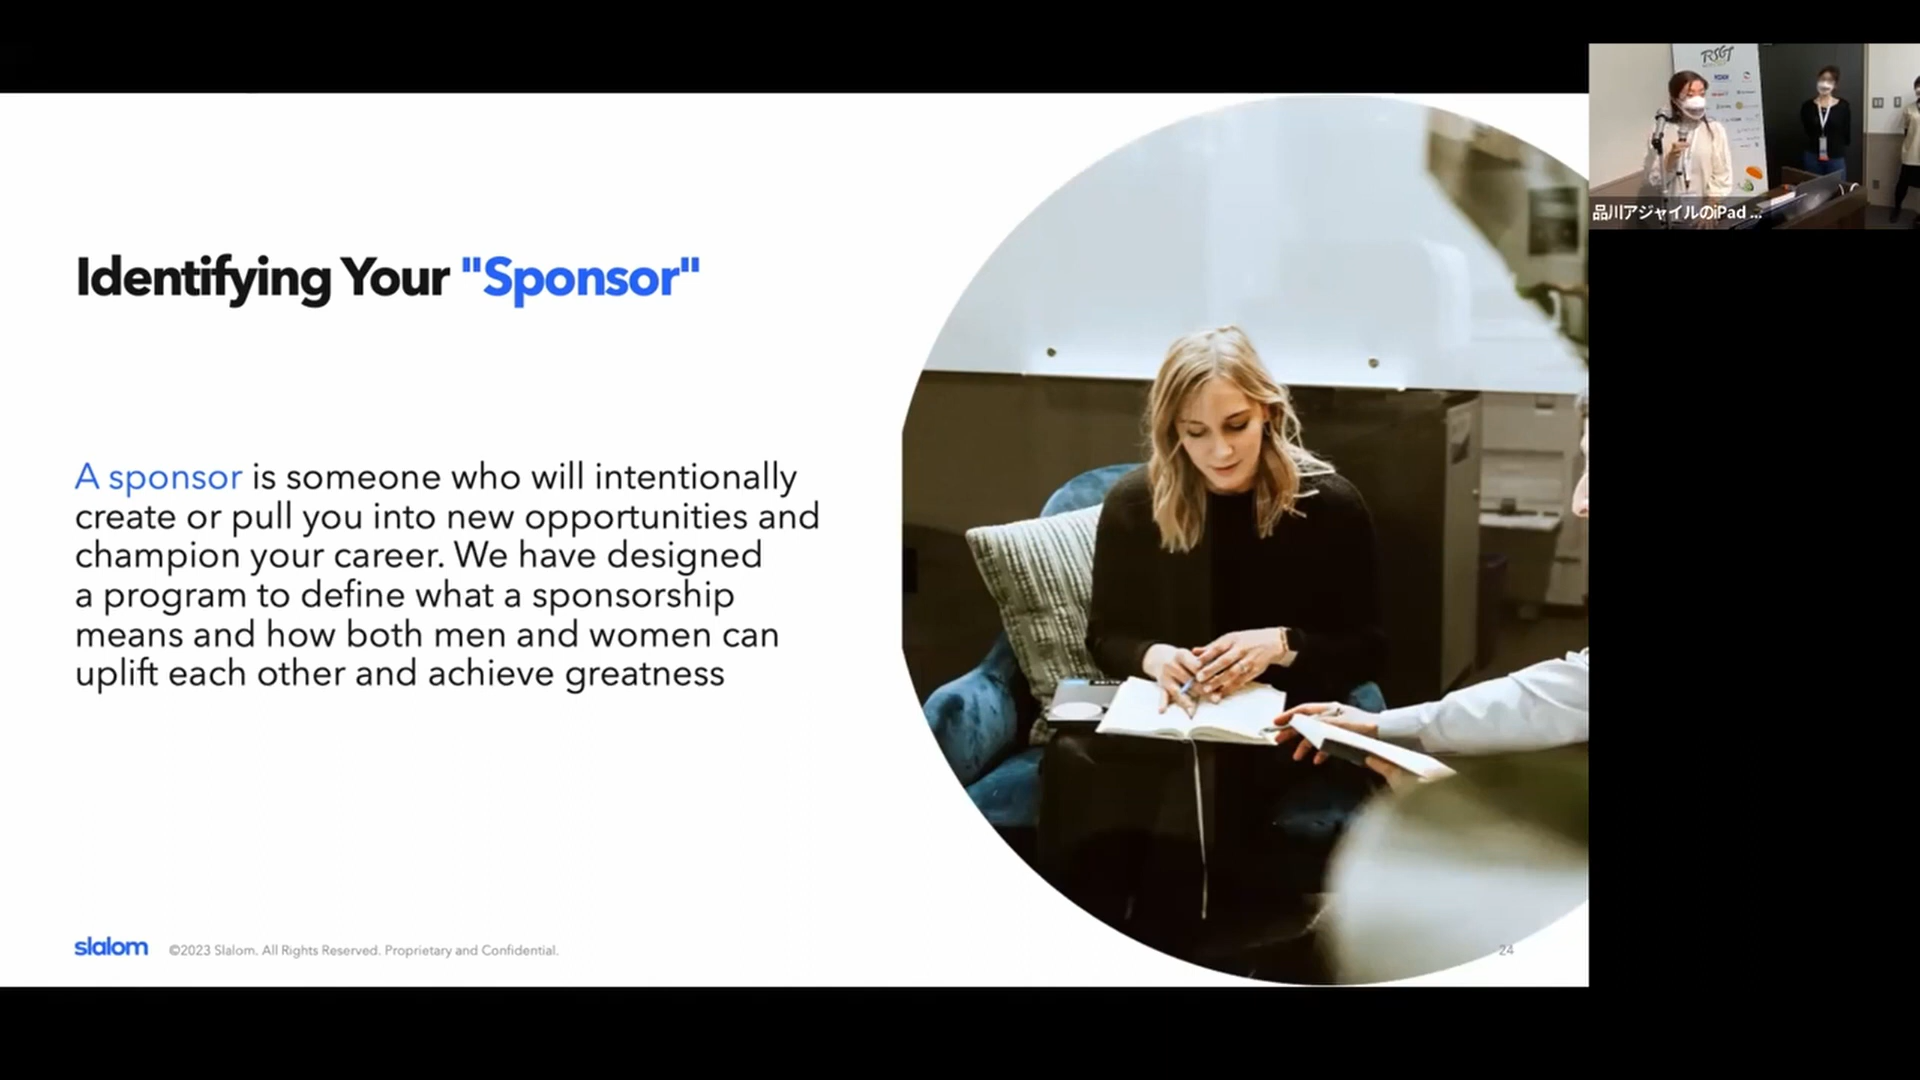 Identifying Your "Sponsor"
A sponsor is someone who will intentionally
create or pull you into new opportunities and
champion your career. We have designed
a program to define what a sponsorship
means and how both men and women can
uplift each other and achieve greatness
slalom
©2023 Slalom. All Rights Reserved. Proprietary and Confidential.
24
RSGT
品川アジャイルのiPad ...